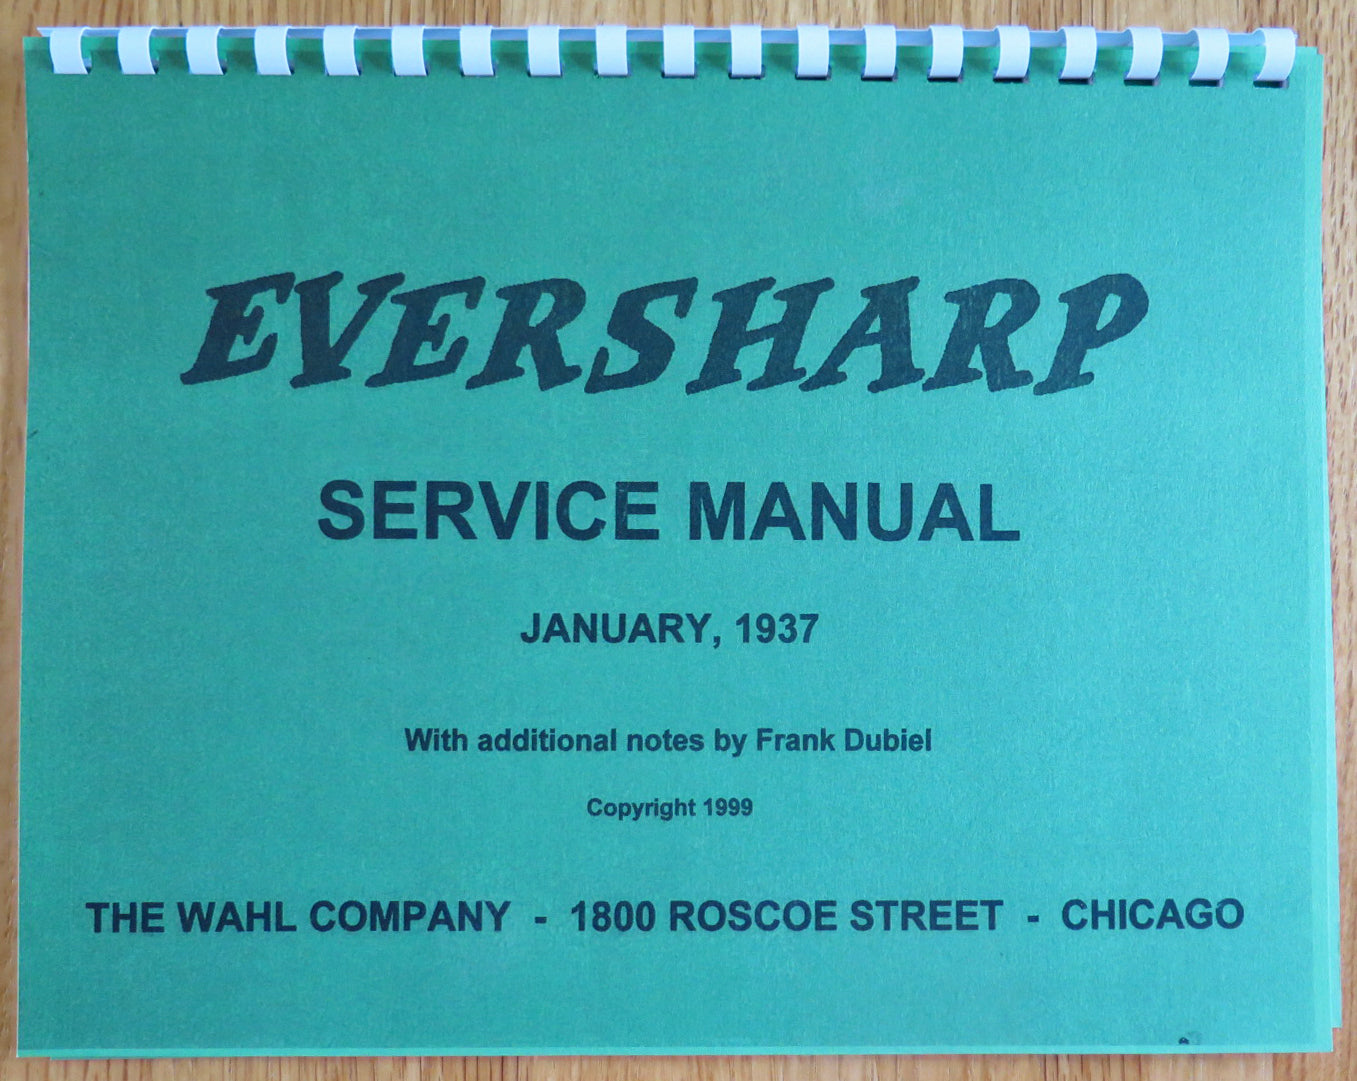 EVERSHARP
SERVICE MANUAL
JANUARY, 1937
With additional notes by Frank Dubiel
Copyright 1999
THE WAHL COMPANY - 1800 ROSCOE STREET - CHICAGO